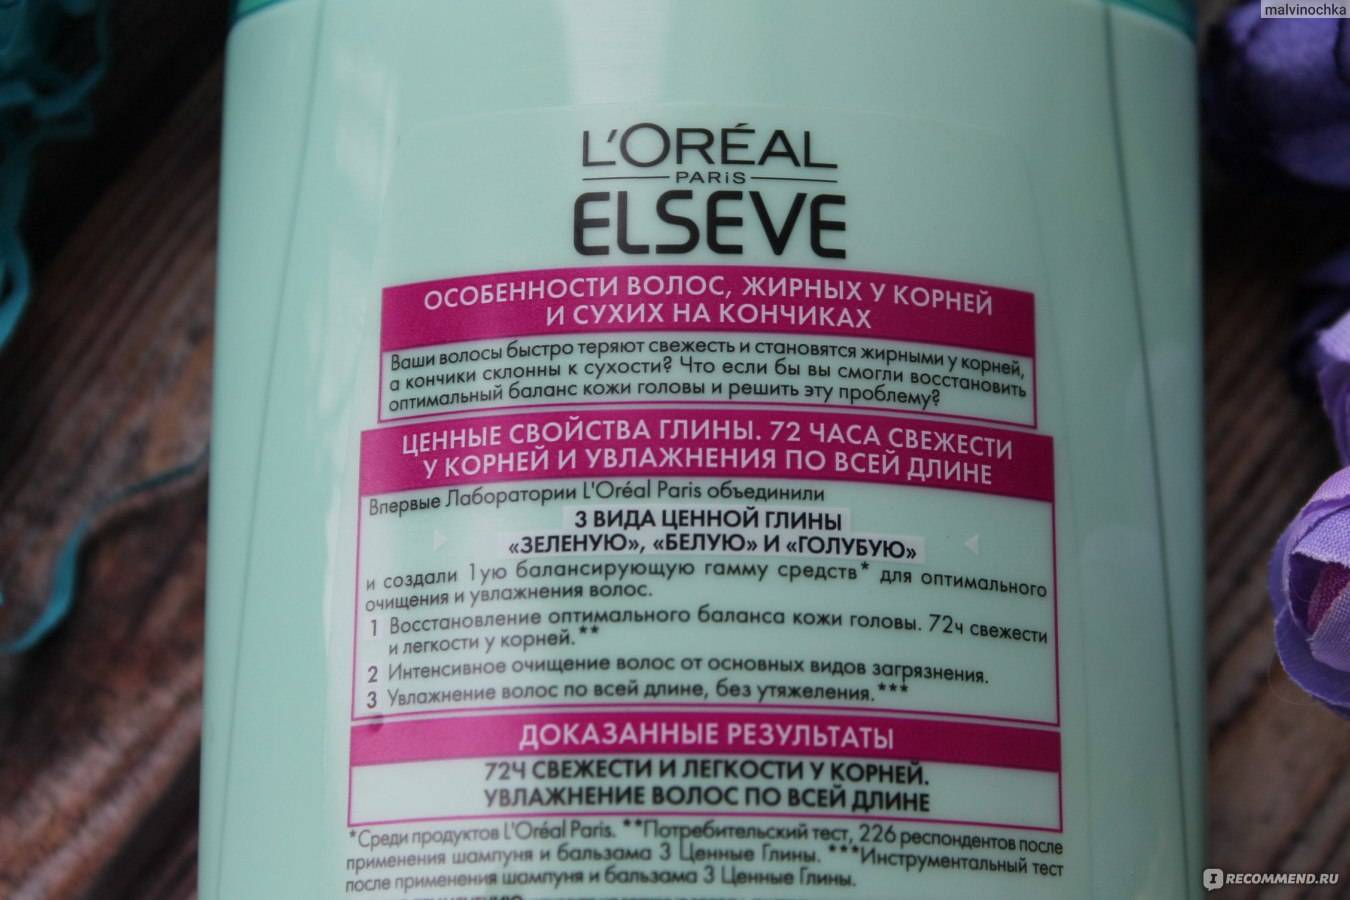 malvinochka
L'ORÉAL
PARIS
ELSEVE
ОСОБЕННОСТИ ВОЛОС, ЖИРНЫХ У КОРНЕЙ
И СУХИХ НА КОНЧИКАХ
Ваши волосы быстро теряют свежесть и становятся жирными у корней,
а кончики склонны к сухости? Что если бы вы смогли восстановить
оптимальный баланс кожи головы и решить эту проблему?
ЦЕННЫЕ СВОЙСТВА ГЛИНЫ. 72 ЧАСА СВЕЖЕСТИ
У КОРНЕЙ И УВЛАЖНЕНИЯ ПО ВСЕЙ ДЛИНЕ
Впервые Лаборатории L'Oréal Paris объединили
3 ВИДА ЦЕННОЙ ГЛИНЫ
«ЗЕЛЕНУЮ», «БЕЛУЮ» И «ГОЛУБУЮ»
и создали 1ую балансирующую гамму средств* для оптимального
очищения и увлажнения волос.
1 Восстановление оптимального баланса кожи головы. 72ч свежести
и легкости у корней.**
2 Интенсивное очищение волос от основных видов загрязнения.
3 Увлажнение волос по всей длине, без утяжеления.***
ДОКАЗАННЫЕ РЕЗУЛЬТАТЫ
72Ч СВЕЖЕСТИ И ЛЕГКОСТИ У КОРНЕЙ.
УВЛАЖНЕНИЕ ВОЛОС ПО ВСЕЙ ДЛИНЕ
*Среди продуктов L'Oréal Paris. **Потребительский тест, 226 респондентов после
применения шампуня и бальзама 3 Ценные Глины. ***Инструментальный тест
после применения шампуня и бальзама 3 Ценные Глины.
IRECOMMEND.RU